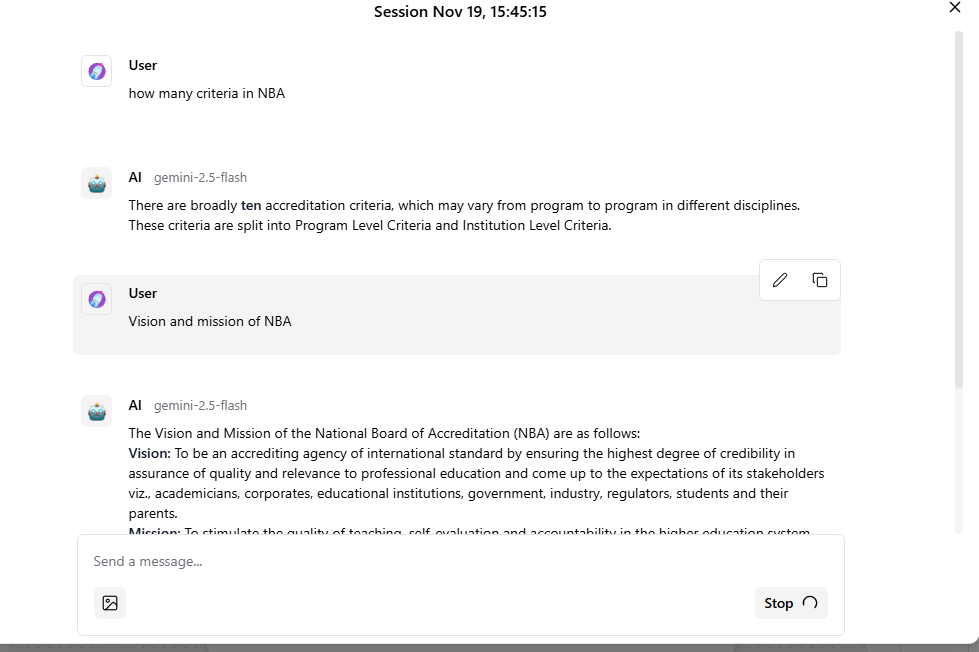 Session Nov 19, 15:45:15
User
how many criteria in NBA
AI gemini-2.5-flash
There are broadly ten accreditation criteria, which may vary from program to program in different disciplines.
These criteria are split into Program Level Criteria and Institution Level Criteria.
User
Vision and mission of NBA
AI gemini-2.5-flash
The Vision and Mission of the National Board of Accreditation (NBA) are as follows:
Vision: To be an accrediting agency of international standard by ensuring the highest degree of credibility in
assurance of quality and relevance to professional education and come up to the expectations of its stakeholders
viz., academicians, corporates, educational institutions, government, industry, regulators, students and their
parents.
Mission: To stimulate the quality of teaching, self-evaluation and accountability in the higher education system,
Send a message...
Stop